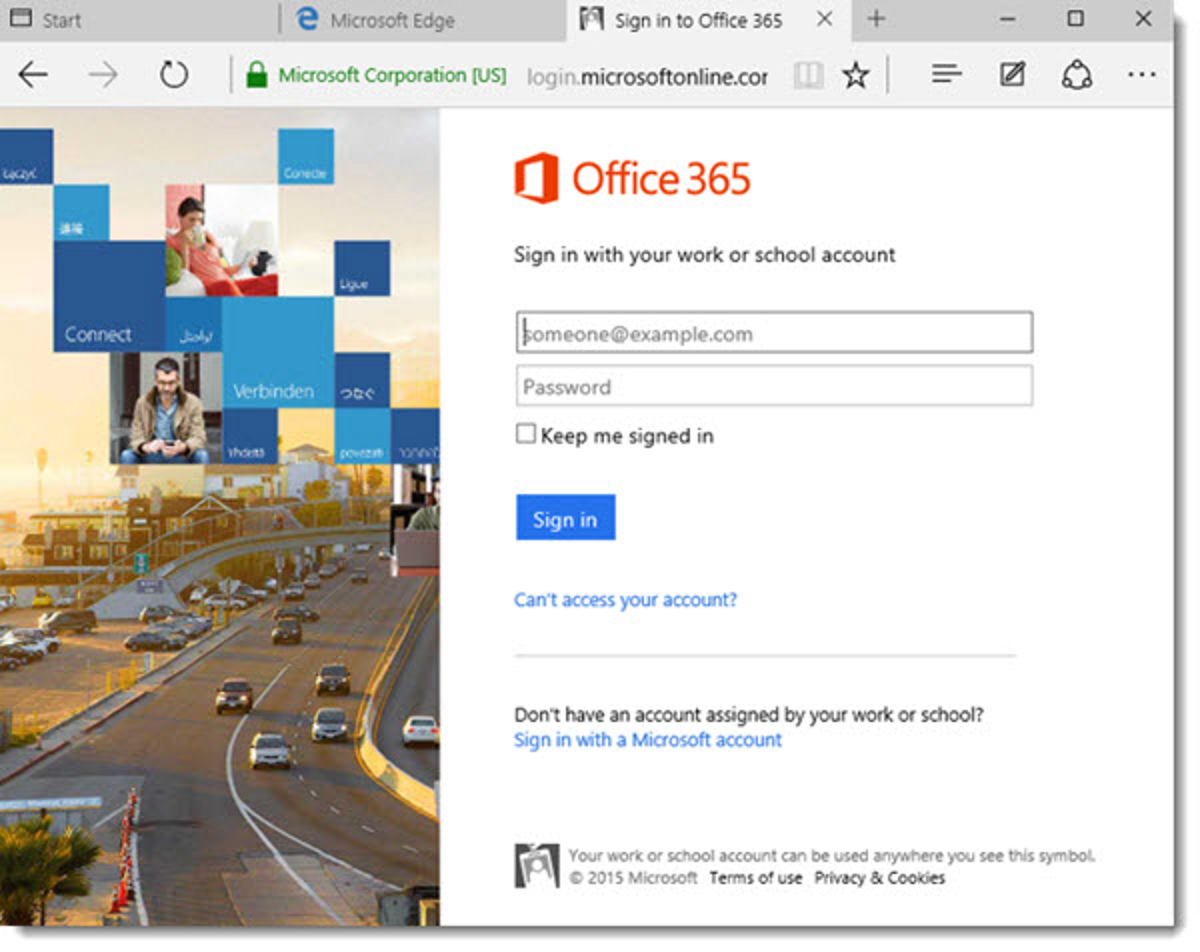 Start
Microsoft Edge
Sign in to Office 365
Microsoft Corporation [US]
login.microsoftonline.cor
Łączyć
Conecte
連接
Ligue
Connect
Verbinden
つなぐ
Yhdistä
povezati
Office 365
Sign in with your work or school account
someone@example.com
Password
Keep me signed in
Sign in
Can't access your account?
Don't have an account assigned by your work or school?
Sign in with a Microsoft account
Your work or school account can be used anywhere you see this symbol.
© 2015 Microsoft Terms of use Privacy & Cookies